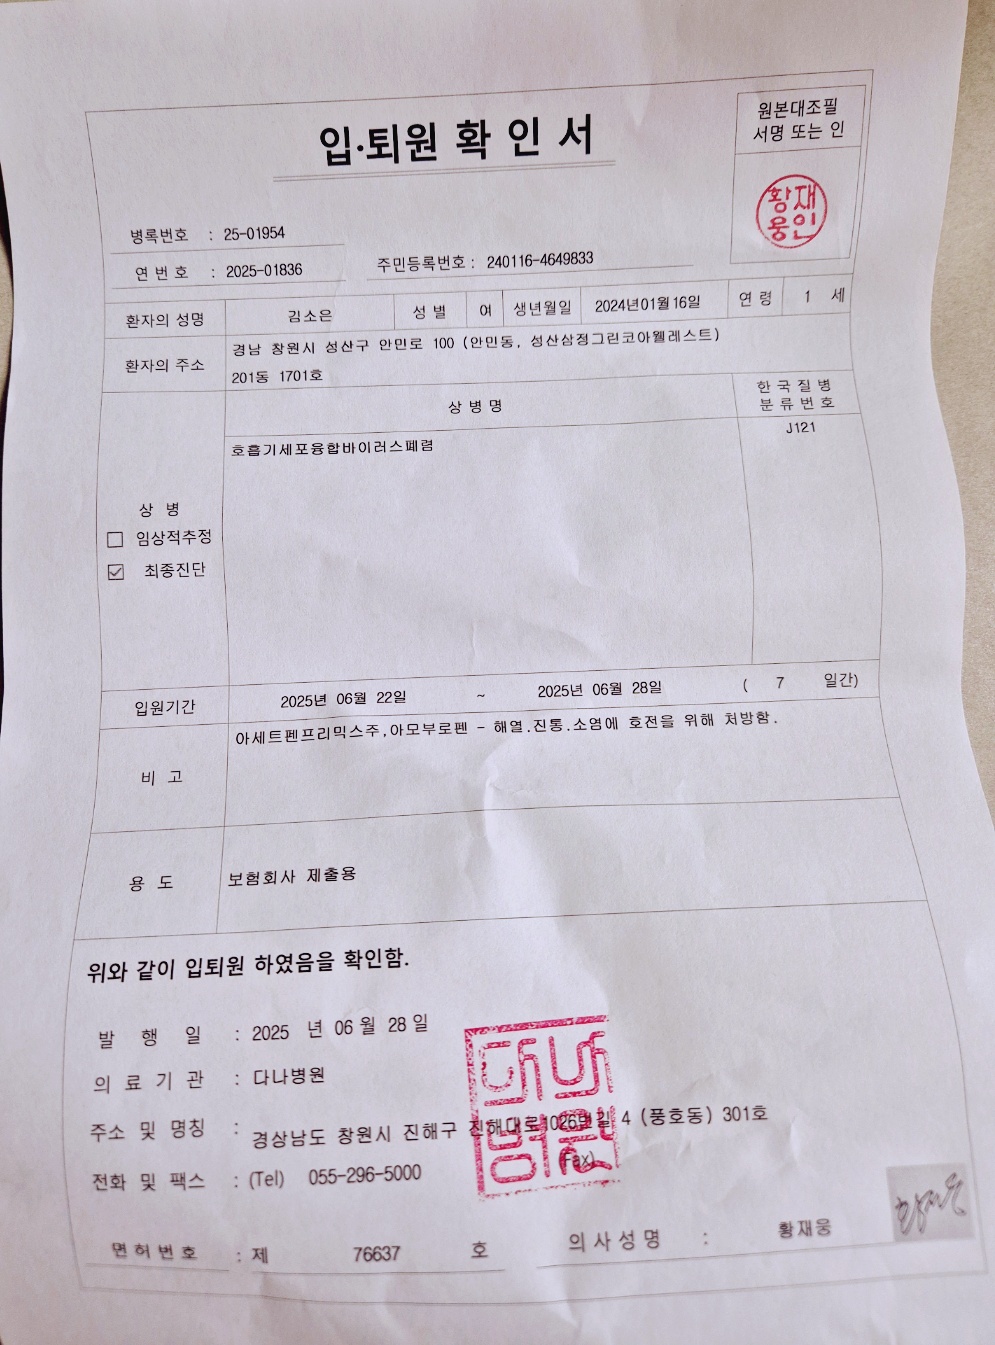 입·퇴원 확 인 서
원본대조필
서명 또는 인
황재
웅인
병록번호 : 25-01954
연 번 호 : 2025-01836 주민등록번호 : 240116-4649833
환자의 성명 김소은 성 별 여 생년월일 2024년01월16일 연 령 1 세
환자의 주소 경남 창원시 성산구 안민로 100 (안민동, 성산삼정그린코아웰레스트)
201동 1701호
상 병 명 한 국 질 병
분 류 번 호
호흡기세포융합바이러스폐렴 J121
상 병
☐ 임상적추정
☑ 최종진단
입원기간 2025년 06월 22일 ~ 2025년 06월 28일 ( 7 일간)
비 고 아세트펜프리믹스주,아모부로펜 - 해열.진통.소염에 호전을 위해 처방함.
용 도 보험회사 제출용
위와 같이 입퇴원 하였음을 확인함.
발 행 일 : 2025 년 06 월 28 일
의 료 기 관 : 다나병원
주소 및 명칭 : 경상남도 창원시 진해구 진해대로1026번길 4 (풍호동) 301호
전화 및 팩스 : (Tel) 055-296-5000 (Fax)
다나
병원
면 허 번 호 : 제 76637 호 의 사 성 명 : 황재웅